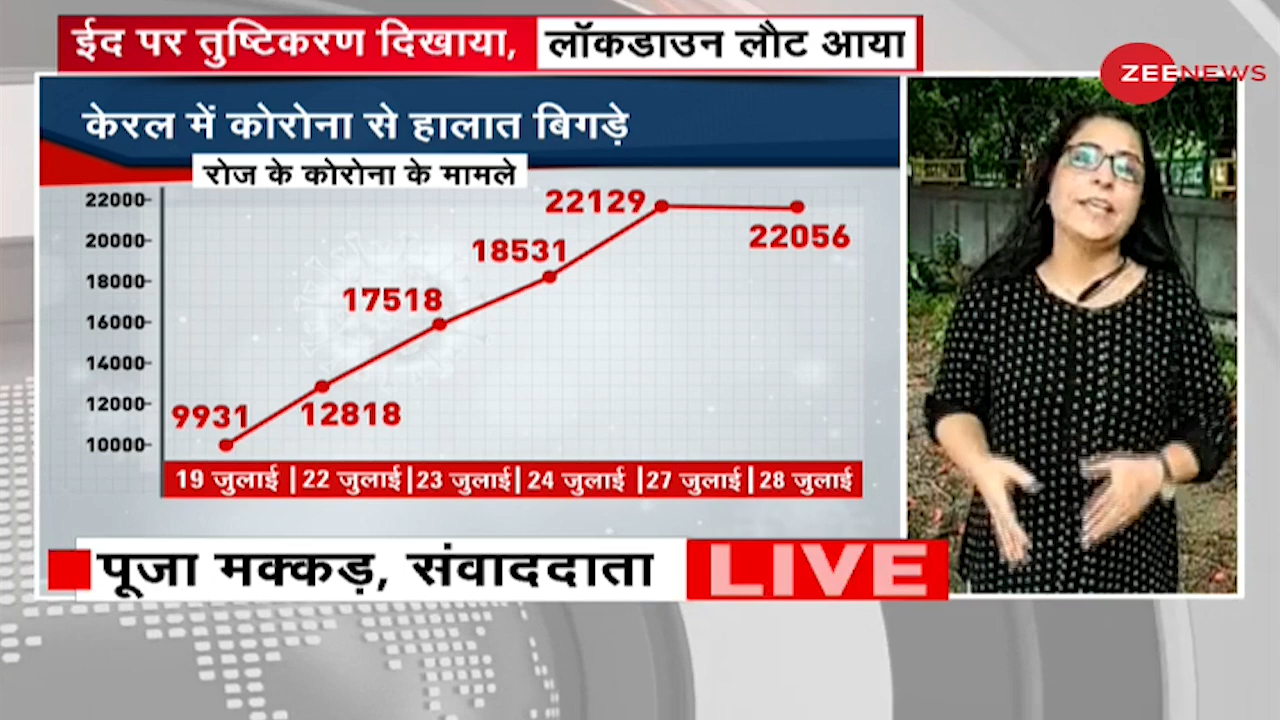 ईद पर तुष्टिकरण दिखाया, लॉकडाउन लौट आया
ZEENEWS
केरल में कोरोना से हालात बिगड़े
रोज के कोरोना के मामले
22000
20000
18000
16000
14000
12000
10000
9931
12818
17518
18531
22129
22056
19 जुलाई | 22 जुलाई | 23 जुलाई | 24 जुलाई | 27 जुलाई | 28 जुलाई
पूजा मक्कड़, संवाददाता LIVE